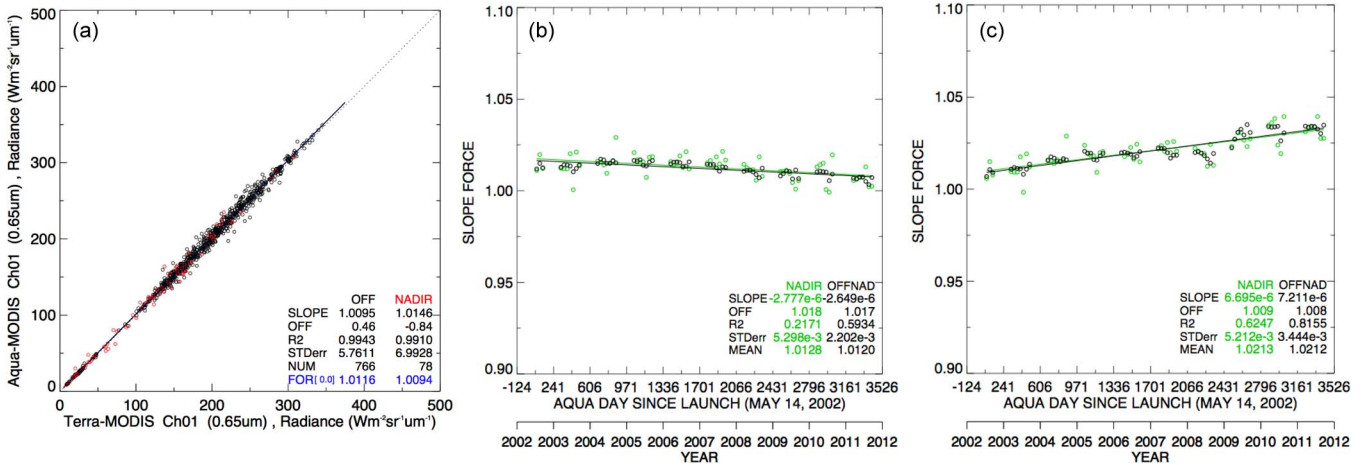 (a)
500
400
300
200
100
0
0 100 200 300 400 500
Aqua-MODIS Ch01 (0.65um) , Radiance (Wm⁻²sr⁻¹um⁻¹)
Terra-MODIS Ch01 (0.65um) , Radiance (Wm⁻²sr⁻¹um⁻¹)
OFF NADIR
SLOPE 1.0095 1.0146
OFF 0.46 -0.84
R2 0.9943 0.9910
STDerr 5.7611 6.9928
NUM 766 78
FOR[ 0.0] 1.0116 1.0094
(b)
1.10
1.05
1.00
0.95
0.90
SLOPE FORCE
NADIR OFFNAD
SLOPE -2.777e-6 -2.649e-6
OFF 1.018 1.017
R2 0.2171 0.5934
STDerr 5.298e-3 2.202e-3
MEAN 1.0128 1.0120
-124 241 606 971 1336 1701 2066 2431 2796 3161 3526
AQUA DAY SINCE LAUNCH (MAY 14, 2002)
2002 2003 2004 2005 2006 2007 2008 2009 2010 2011 2012
YEAR
(c)
1.10
1.05
1.00
0.95
0.90
SLOPE FORCE
NADIR OFFNAD
SLOPE 6.695e-6 7.211e-6
OFF 1.009 1.008
R2 0.6247 0.8155
STDerr 5.212e-3 3.444e-3
MEAN 1.0213 1.0212
-124 241 606 971 1336 1701 2066 2431 2796 3161 3526
AQUA DAY SINCE LAUNCH (MAY 14, 2002)
2002 2003 2004 2005 2006 2007 2008 2009 2010 2011 2012
YEAR